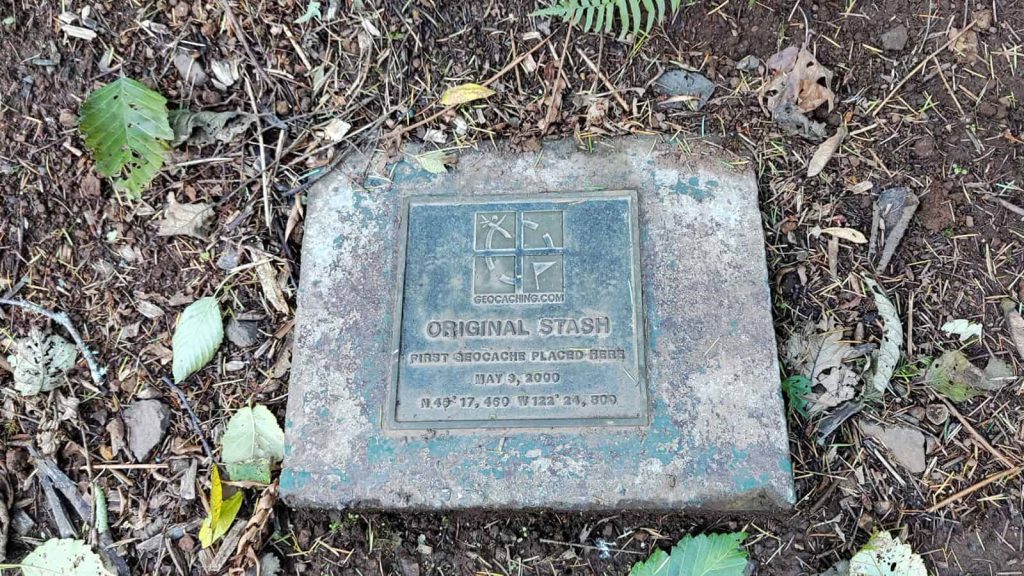 GEOCACHING.COM
ORIGINAL STASH
FIRST GEOCACHE PLACED HERE
MAY 3, 2000
N 45° 17, 460 W 122° 24, 800